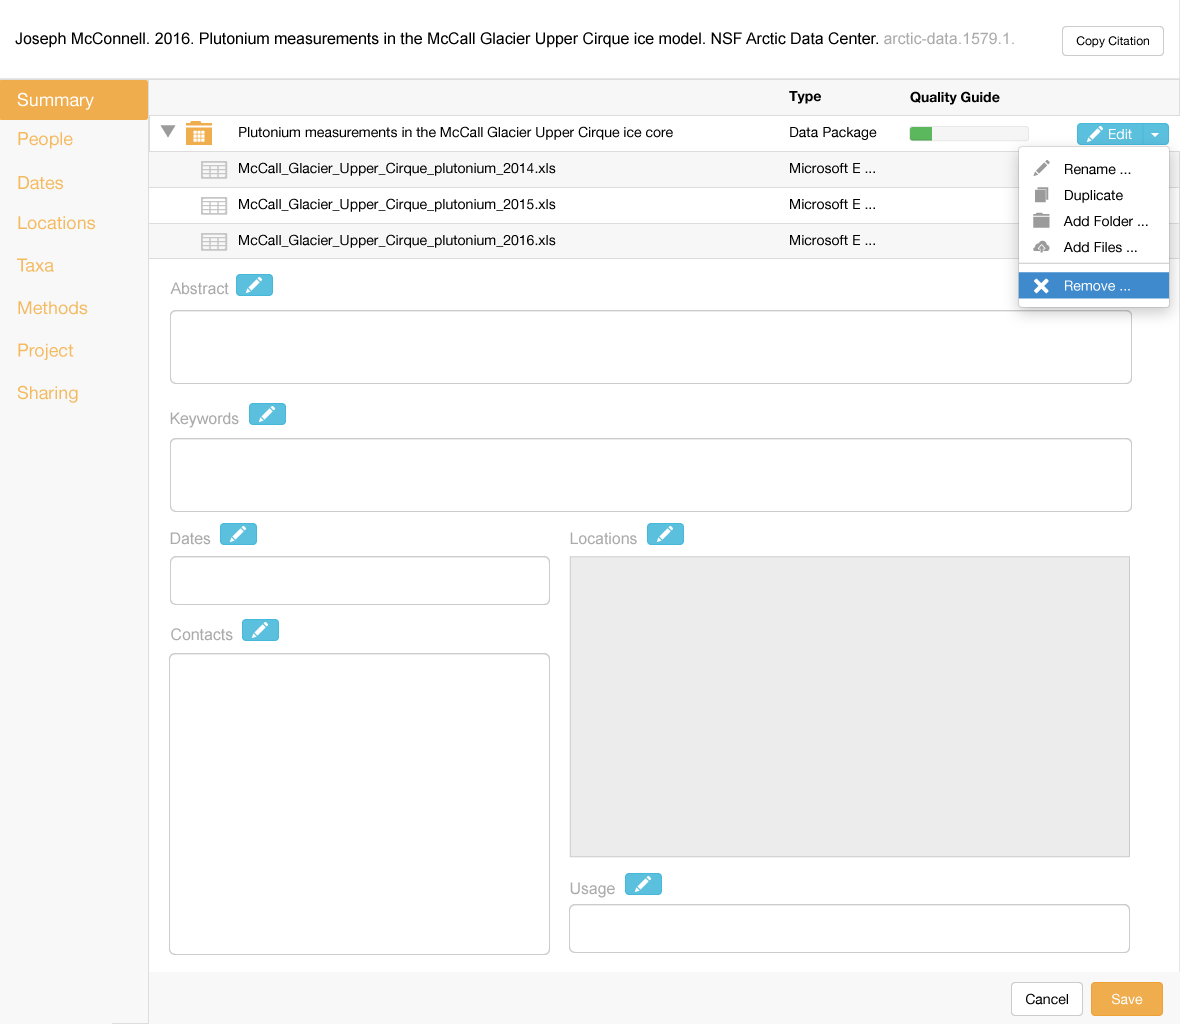 Joseph McConnell. 2016. Plutonium measurements in the McCall Glacier Upper Cirque ice model. NSF Arctic Data Center. arctic-data.1579.1.
Copy Citation
Summary
People
Dates
Locations
Taxa
Methods
Project
Sharing
Type Quality Guide
Plutonium measurements in the McCall Glacier Upper Cirque ice core Data Package Edit
McCall_Glacier_Upper_Cirque_plutonium_2014.xls Microsoft E ...
McCall_Glacier_Upper_Cirque_plutonium_2015.xls Microsoft E ...
McCall_Glacier_Upper_Cirque_plutonium_2016.xls Microsoft E ...
Rename ...
Duplicate
Add Folder ...
Add Files ...
Remove ...
Abstract
Keywords
Dates
Locations
Contacts
Usage
Cancel
Save